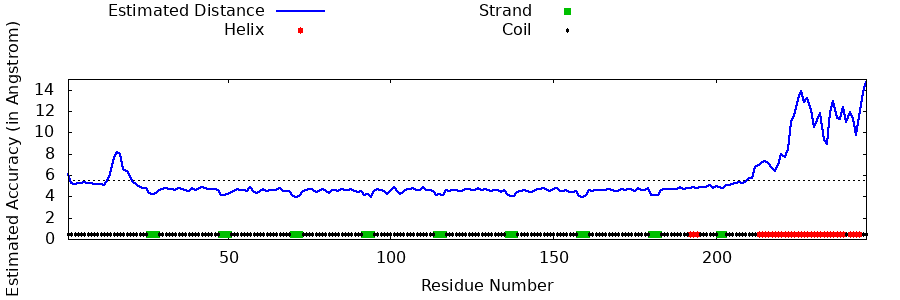 Estimated Distance
Strand
Helix
Coil
Estimated Accuracy (in Angstrom)
14
12
10
8
6
4
2
0
50
100
150
200
Residue Number